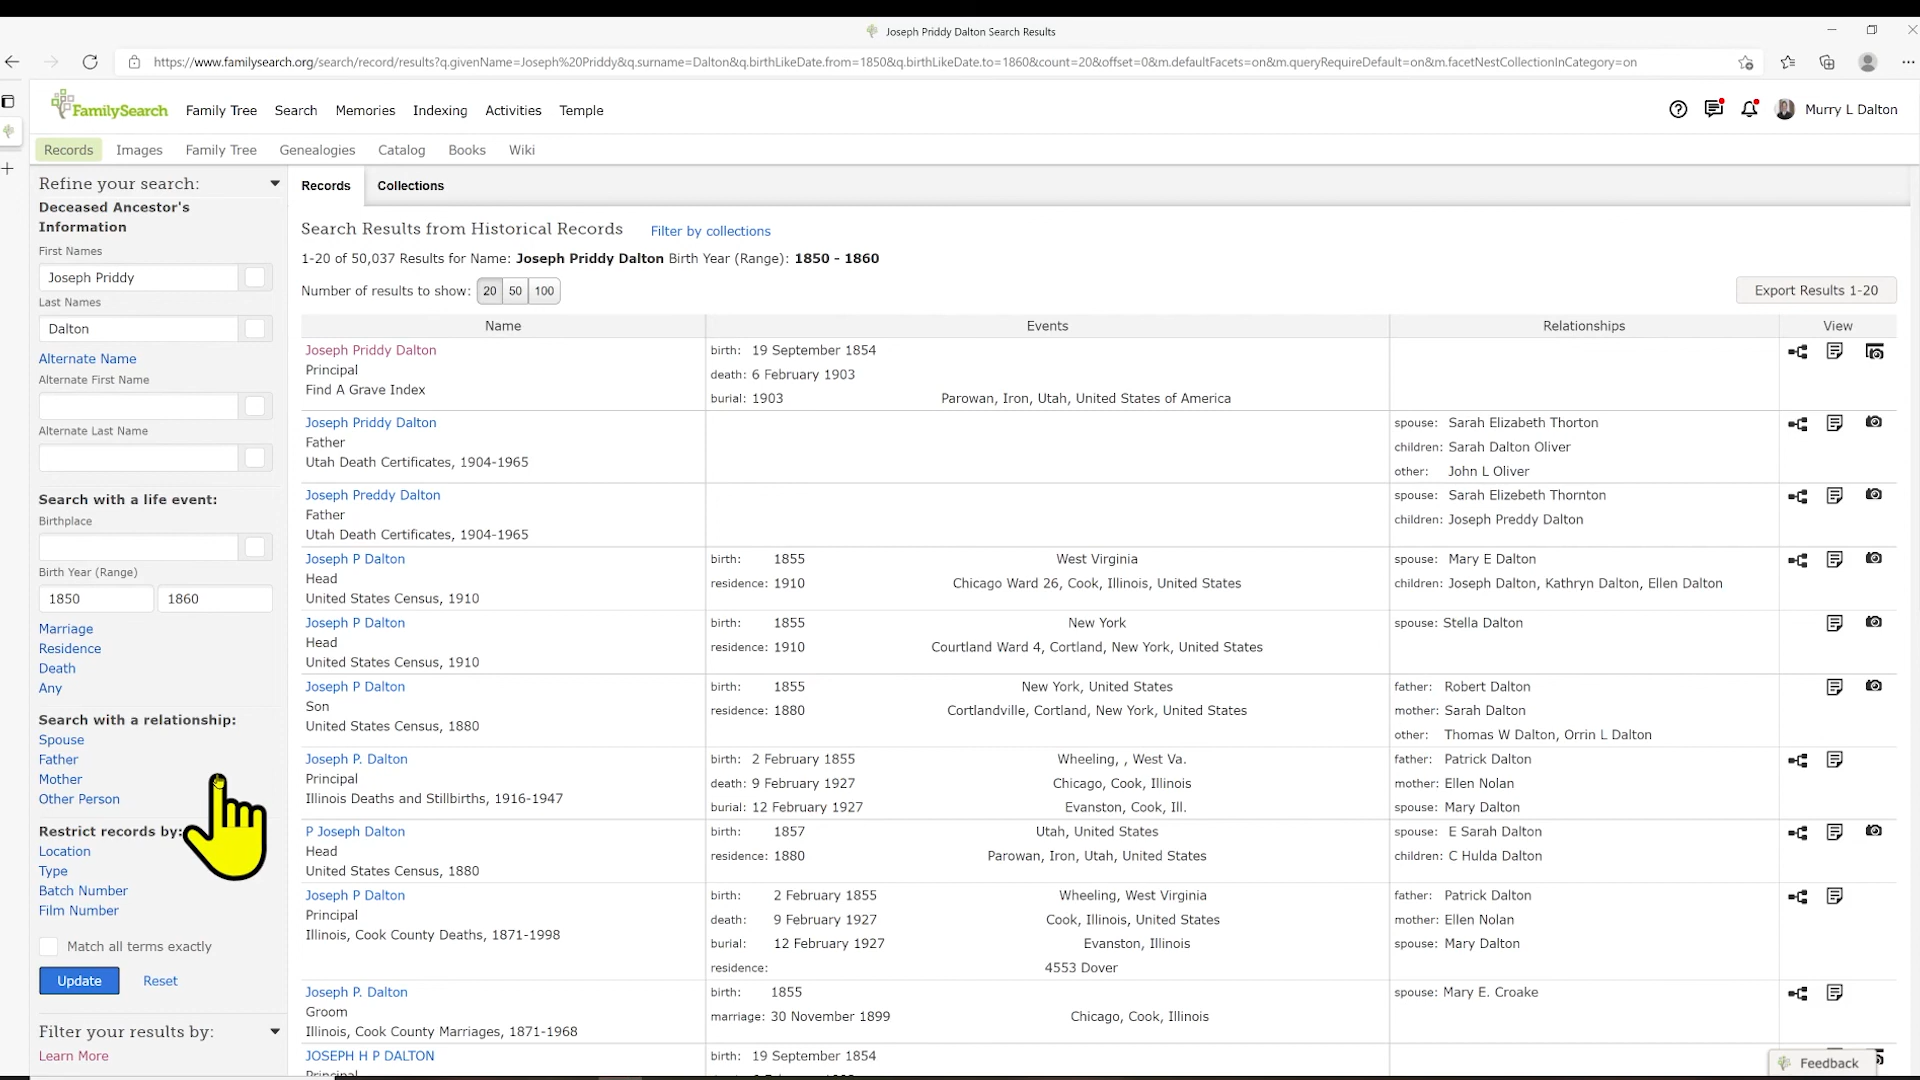 Joseph Priddy Dalton Search Results
https://www.familysearch.org/search/record/results?q.givenName=Joseph%20Priddy&q.surname=Dalton&q.birthLikeDate.from=1850&q.birthLikeDate.to=1860&count=20&offset=0&m.defaultFacets=on&m.queryRequireDefault=on&m.facetNestCollectionInCategory=on
FamilySearch Family Tree Search Memories Indexing Activities Temple Murry L Dalton
Records Images Family Tree Genealogies Catalog Books Wiki
Refine your search:
Deceased Ancestor's
Information
First Names
Joseph Priddy
Last Names
Dalton
Alternate Name
Alternate First Name
Alternate Last Name
Search with a life event:
Birthplace
Birth Year (Range)
1850 1860
Marriage
Residence
Death
Any
Search with a relationship:
Spouse
Father
Mother
Other Person
Restrict records by:
Location
Type
Batch Number
Film Number
Match all terms exactly
Update Reset
Filter your results by:
Learn More
Records Collections
Search Results from Historical Records Filter by collections
1-20 of 50,037 Results for Name: Joseph Priddy Dalton Birth Year (Range): 1850 - 1860
Number of results to show: 20 50 100 Export Results 1-20
Name Events Relationships View
Joseph Priddy Dalton birth: 19 September 1854
Principal death: 6 February 1903
Find A Grave Index burial: 1903 Parowan, Iron, Utah, United States of America
Joseph Priddy Dalton spouse: Sarah Elizabeth Thorton
Father children: Sarah Dalton Oliver
Utah Death Certificates, 1904-1965 other: John L Oliver
Joseph Preddy Dalton spouse: Sarah Elizebeth Thornton
Father children: Joseph Preddy Dalton
Utah Death Certificates, 1904-1965
Joseph P Dalton birth: 1855 West Virginia spouse: Mary E Dalton
Head residence: 1910 Chicago Ward 26, Cook, Illinois, United States children: Joseph Dalton, Kathryn Dalton, Ellen Dalton
United States Census, 1910
Joseph P Dalton birth: 1855 New York spouse: Stella Dalton
Head residence: 1910 Courtland Ward 4, Cortland, New York, United States
United States Census, 1910
Joseph P Dalton birth: 1855 New York, United States father: Robert Dalton
Son residence: 1880 Cortlandville, Cortland, New York, United States mother: Sarah Dalton
United States Census, 1880 other: Thomas W Dalton, Orrin L Dalton
Joseph P. Dalton birth: 2 February 1855 Wheeling, , West Va. father: Patrick Dalton
Principal death: 9 February 1927 Chicago, Cook, Illinois mother: Ellen Nolan
Illinois Deaths and Stillbirths, 1916-1947 burial: 12 February 1927 Evanston, Cook, Ill. spouse: Mary Dalton
P Joseph Dalton birth: 1857 Utah, United States spouse: E Sarah Dalton
Head residence: 1880 Parowan, Iron, Utah, United States children: C Hulda Dalton
United States Census, 1880
Joseph P Dalton birth: 2 February 1855 Wheeling, West Virginia father: Patrick Dalton
Principal death: 9 February 1927 Cook, Illinois, United States mother: Ellen Nolan
Illinois, Cook County Deaths, 1871-1998 burial: 12 February 1927 Evanston, Illinois spouse: Mary Dalton
residence: 4553 Dover
Joseph P. Dalton birth: 1855 spouse: Mary E. Croake
Groom marriage: 30 November 1899 Chicago, Cook, Illinois
Illinois, Cook County Marriages, 1871-1968
JOSEPH H P DALTON birth: 19 September 1854
Principal
Feedback